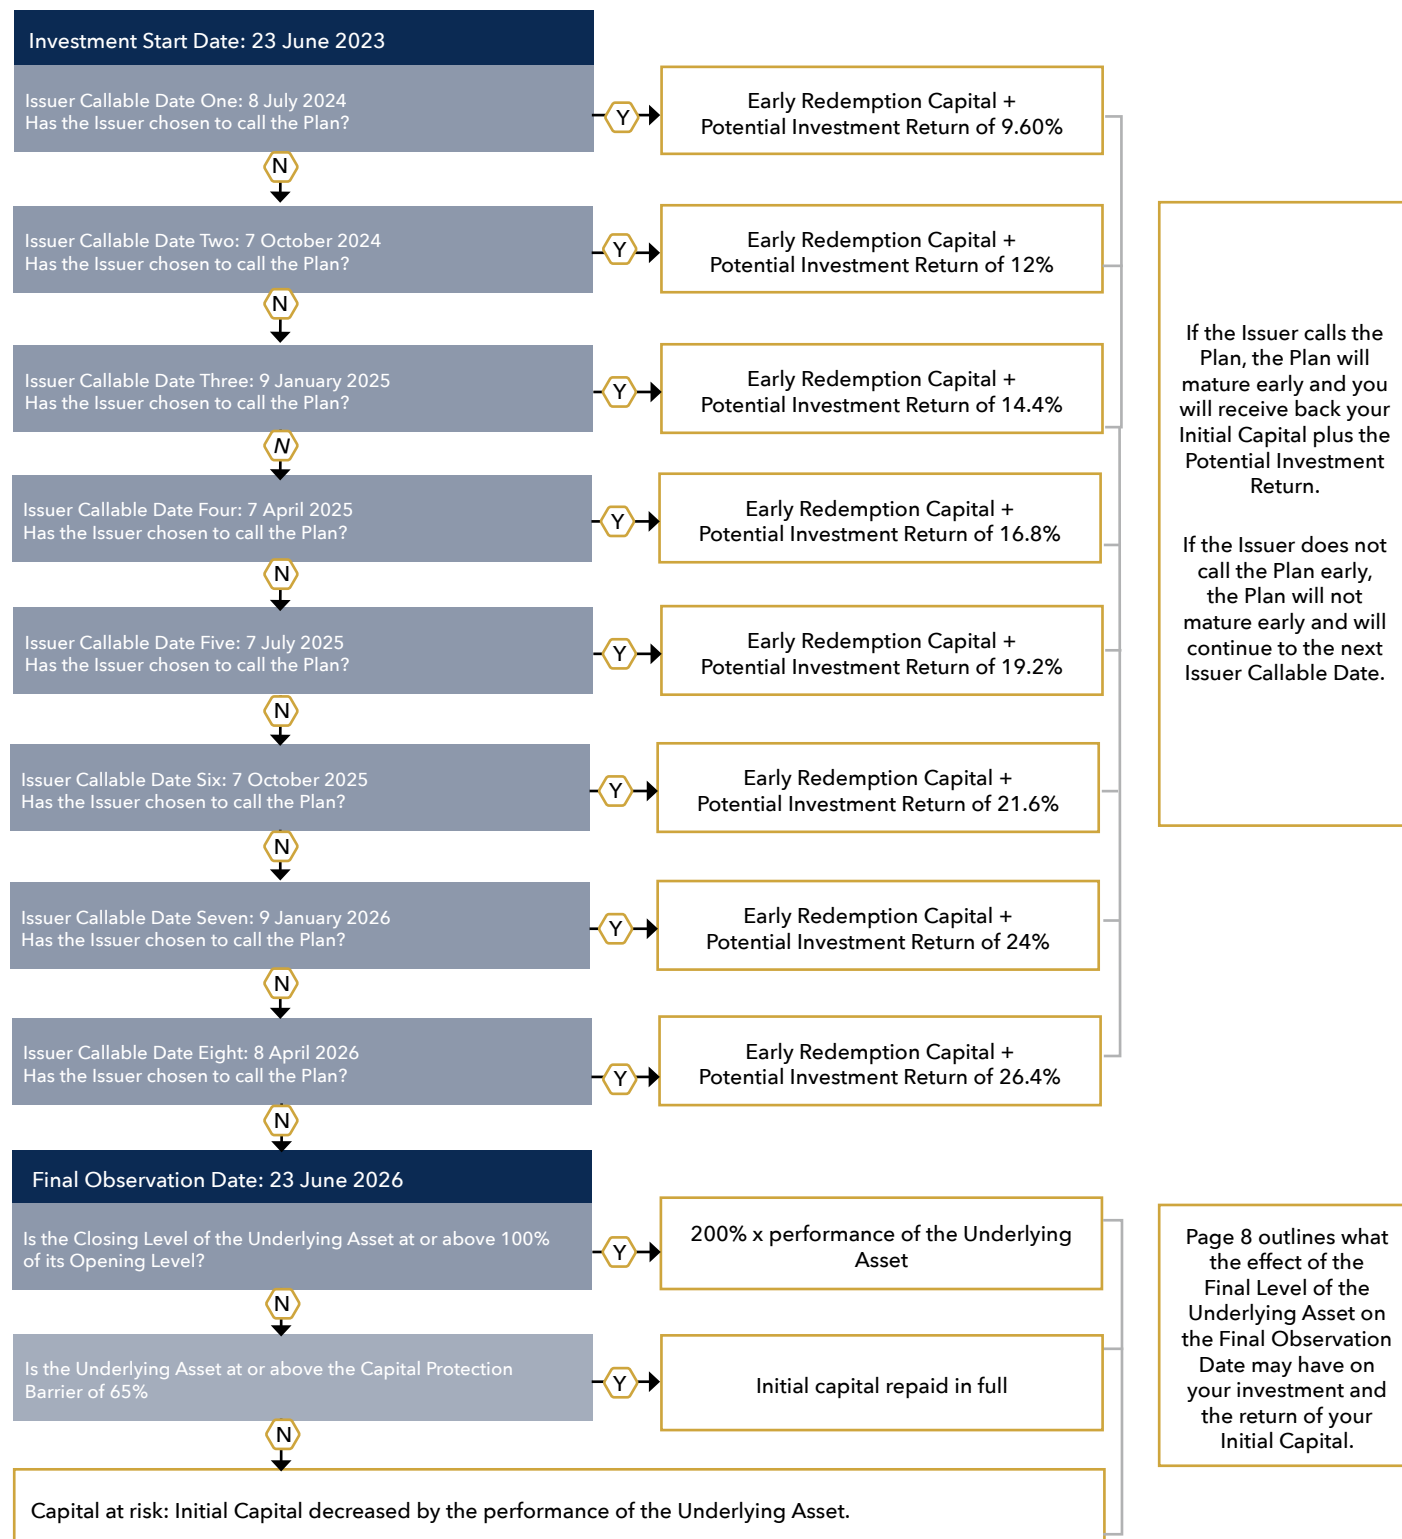 Investment Start Date: 23 June 2023
Issuer Callable Date One: 8 July 2024
Has the Issuer chosen to call the Plan?
Y
Early Redemption Capital +
Potential Investment Return of 9.60%
N
Issuer Callable Date Two: 7 October 2024
Has the Issuer chosen to call the Plan?
Y
Early Redemption Capital +
Potential Investment Return of 12%
N
Issuer Callable Date Three: 9 January 2025
Has the Issuer chosen to call the Plan?
Y
Early Redemption Capital +
Potential Investment Return of 14.4%
N
Issuer Callable Date Four: 7 April 2025
Has the Issuer chosen to call the Plan?
Y
Early Redemption Capital +
Potential Investment Return of 16.8%
N
Issuer Callable Date Five: 7 July 2025
Has the Issuer chosen to call the Plan?
Y
Early Redemption Capital +
Potential Investment Return of 19.2%
N
Issuer Callable Date Six: 7 October 2025
Has the Issuer chosen to call the Plan?
Y
Early Redemption Capital +
Potential Investment Return of 21.6%
N
Issuer Callable Date Seven: 9 January 2026
Has the Issuer chosen to call the Plan?
Y
Early Redemption Capital +
Potential Investment Return of 24%
N
Issuer Callable Date Eight: 8 April 2026
Has the Issuer chosen to call the Plan?
Y
Early Redemption Capital +
Potential Investment Return of 26.4%
N
If the Issuer calls the
Plan, the Plan will
mature early and you
will receive back your
Initial Capital plus the
Potential Investment
Return.
If the Issuer does not
call the Plan early,
the Plan will not
mature early and will
continue to the next
Issuer Callable Date.
Final Observation Date: 23 June 2026
Is the Closing Level of the Underlying Asset at or above 100%
of its Opening Level?
Y
200% x performance of the Underlying
Asset
N
Is the Underlying Asset at or above the Capital Protection
Barrier of 65%
Y
Initial capital repaid in full
N
Capital at risk: Initial Capital decreased by the performance of the Underlying Asset.
Page 8 outlines what
the effect of the
Final Level of the
Underlying Asset on
the Final Observation
Date may have on
your investment and
the return of your
Initial Capital.